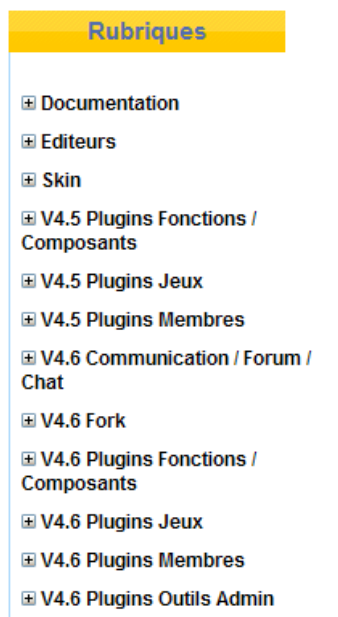 Rubriques
Documentation
Editeurs
Skin
V4.5 Plugins Fonctions /
Composants
V4.5 Plugins Jeux
V4.5 Plugins Membres
V4.6 Communication / Forum /
Chat
V4.6 Fork
V4.6 Plugins Fonctions /
Composants
V4.6 Plugins Jeux
V4.6 Plugins Membres
V4.6 Plugins Outils Admin